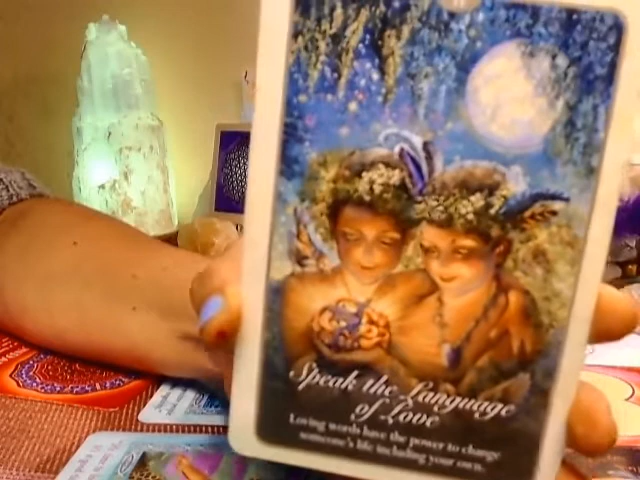 Speak the Language
of Love
Loving words have the power to change
someone's life including your own.